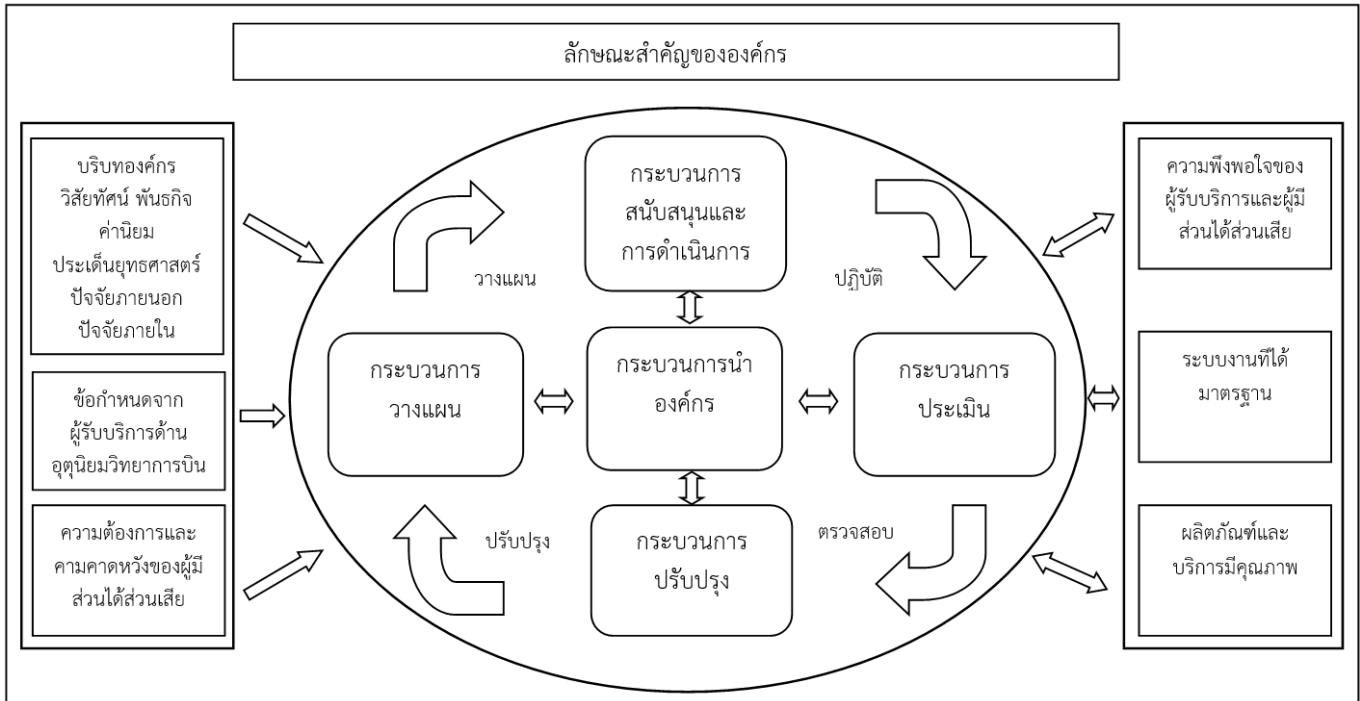 ลักษณะสำคัญขององค์กร
บริบทองค์กร
วิสัยทัศน์ พันธกิจ
ค่านิยม
ประเด็นยุทธศาสตร์
ปัจจัยภายนอก
ปัจจัยภายใน
ข้อกำหนดจาก
ผู้รับบริการด้าน
อุตุนิยมวิทยาการบิน
ความต้องการและ
คามคาดหวังของผู้มี
ส่วนได้ส่วนเสีย
กระบวนการ
สนับสนุนและ
การดำเนินการ
วางแผน
ปฏิบัติ
กระบวนการ
วางแผน
กระบวนการนำ
องค์กร
กระบวนการ
ประเมิน
ปรับปรุง
ตรวจสอบ
กระบวนการ
ปรับปรุง
ความพึงพอใจของ
ผู้รับบริการและผู้มี
ส่วนได้ส่วนเสีย
ระบบงานที่ได้
มาตรฐาน
ผลิตภัณฑ์และ
บริการมีคุณภาพ